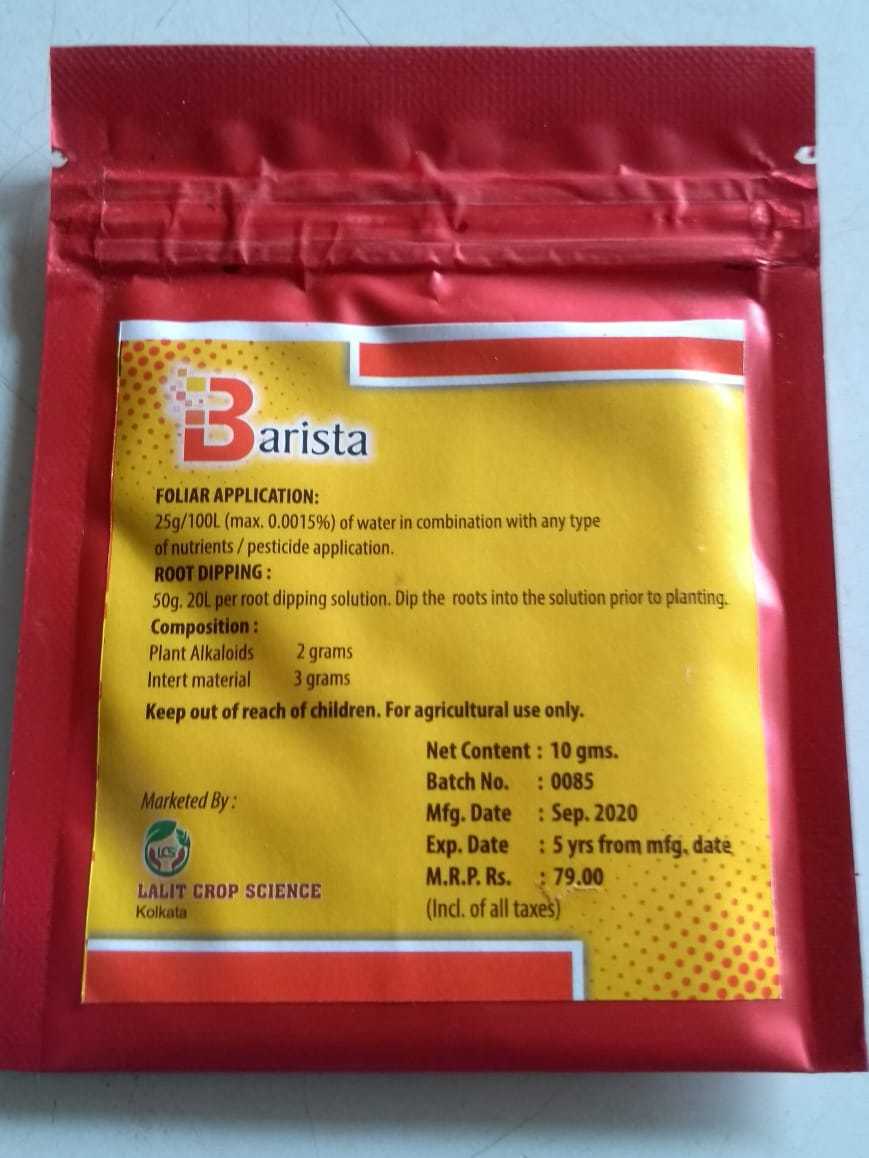 Barista
FOLIAR APPLICATION:
25g/100L (max. 0.0015%) of water in combination with any type
of nutrients / pesticide application.
ROOT DIPPING :
50g. 20L per root dipping solution. Dip the roots into the solution prior to planting.
Composition :
Plant Alkaloids 2 grams
Intert material 3 grams
Keep out of reach of children. For agricultural use only.
Net Content : 10 gms.
Batch No. : 0085
Mfg. Date : Sep. 2020
Exp. Date : 5 yrs from mfg. date
M.R.P. Rs. : 79.00
(Incl. of all taxes)
Marketed By :
LCS
LALIT CROP SCIENCE
Kolkata